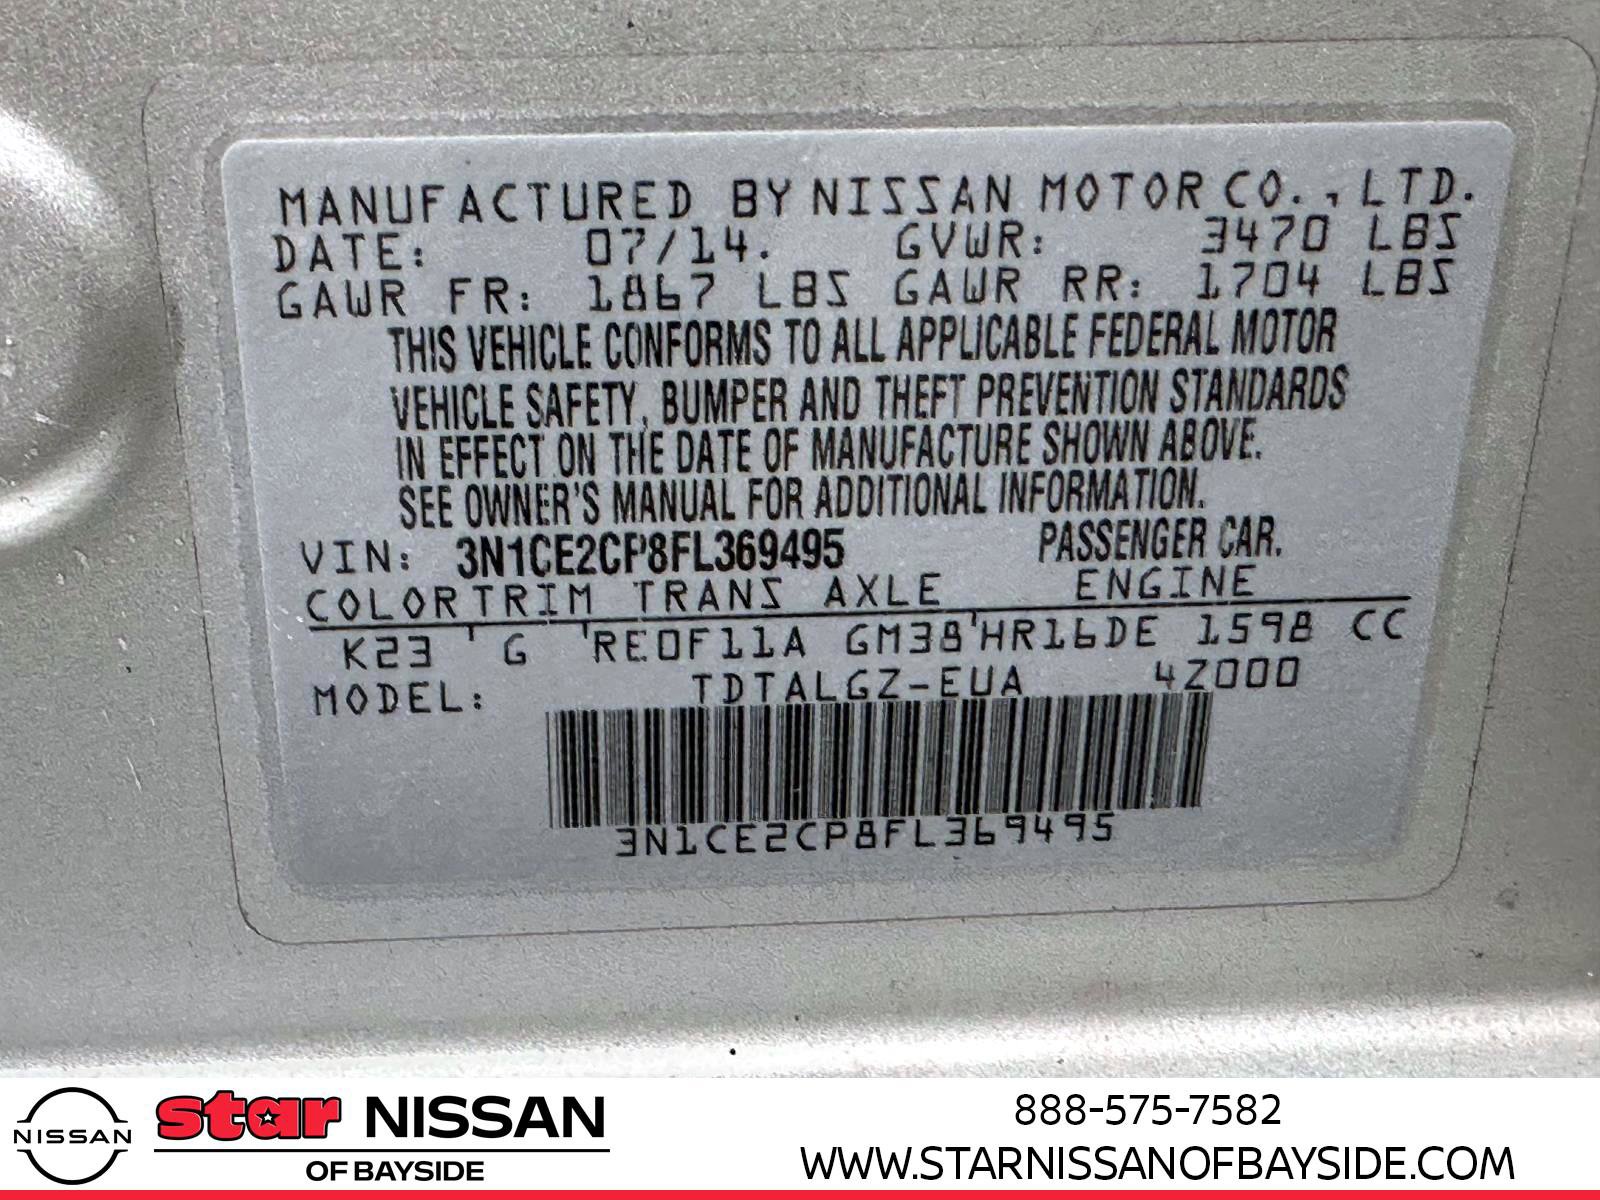 MANUFACTURED BY NISSAN MOTOR CO., LTD.
DATE: 07/14. GVWR: 3470 LBS
GAWR FR: 1867 LBS GAWR RR: 1704 LBS
THIS VEHICLE CONFORMS TO ALL APPLICABLE FEDERAL MOTOR
VEHICLE SAFETY, BUMPER AND THEFT PREVENTION STANDARDS
IN EFFECT ON THE DATE OF MANUFACTURE SHOWN ABOVE.
SEE OWNER'S MANUAL FOR ADDITIONAL INFORMATION.
VIN: 3N1CE2CP8FL369495 PASSENGER CAR.
COLOR TRIM TRANS AXLE ENGINE
K23 ' G 'RE0F11A GM38'HR16DE 1598 CC
MODEL: TDTALGZ-EUA 4Z000
3N1CE2CP8FL369495
NISSAN
star NISSAN
OF BAYSIDE
888-575-7582
WWW.STARNISSANOFBAYSIDE.COM